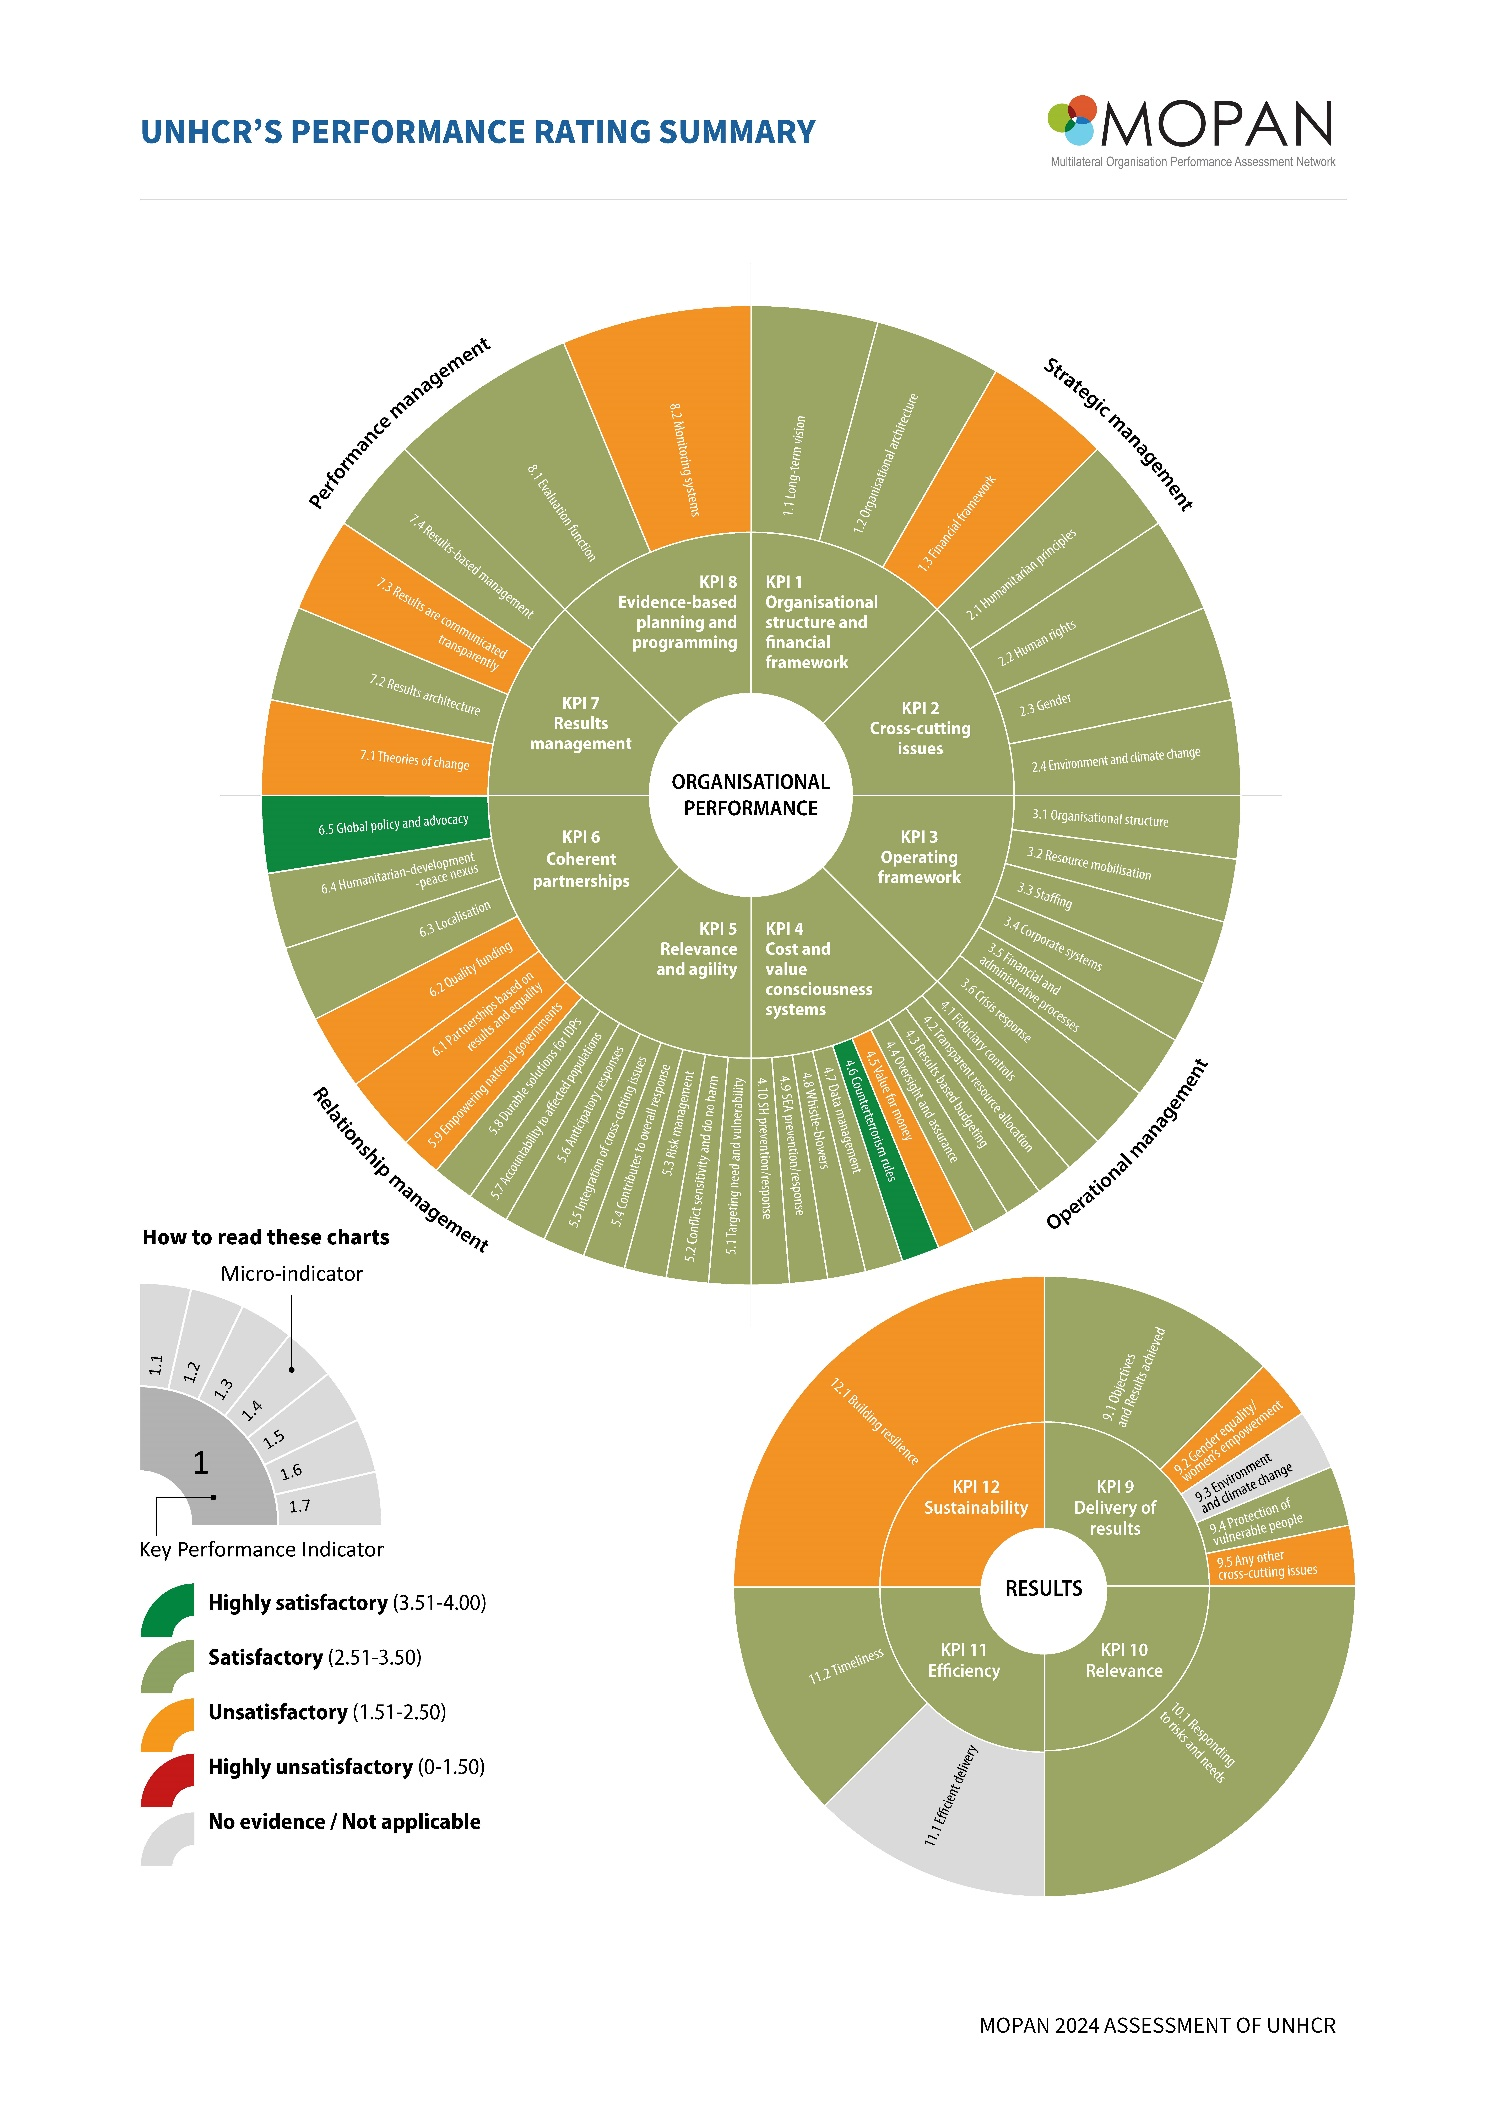 UNHCR'S PERFORMANCE RATING SUMMARY
MOPAN
Multilateral Organisation Performance Assessment Network
Performance management
Strategic management
Relationship management
Operational management
ORGANISATIONAL
PERFORMANCE
KPI 1
Organisational
structure and
financial
framework
1.1 Long-term vision
1.2 Organisational architecture
1.3 Financial framework
KPI 2
Cross-cutting
issues
2.1 Humanitarian principles
2.2 Human rights
2.3 Gender
2.4 Environment and climate change
KPI 3
Operating
framework
3.1 Organisational structure
3.2 Resource mobilisation
3.3 Staffing
3.4 Corporate systems
3.5 Financial and
administrative processes
3.6 Crisis response
KPI 4
Cost and
value
consciousness
systems
4.1 Fiduciary controls
4.2 Transparent resource allocation
4.3 Results based budgeting
4.4 Oversight and assurance
4.5 Value for money
4.6 Counterterrorism rules
4.7 Data management
4.8 Whistle-blowers
4.9 SEA prevention/response
4.10 SH prevention/response
KPI 5
Relevance
and agility
5.1 Targeting need and vulnerability
5.2 Conflict sensitivity and do no harm
5.3 Risk management
5.4 Contributes to overall response
5.5 Integration of cross-cutting issues
5.6 Anticipatory responses
5.7 Accountability to affected populations
5.8 Durable solutions for IDPs
5.9 Empowering national governments
KPI 6
Coherent
partnerships
6.1 Partnerships based on
results and equality
6.2 Quality funding
6.3 Localisation
6.4 Humanitarian-development
-peace nexus
6.5 Global policy and advocacy
KPI 7
Results
management
7.1 Theories of change
7.2 Results architecture
7.3 Results are communicated
transparently
7.4 Results-based management
KPI 8
Evidence-based
planning and
programming
8.1 Evaluation function
8.2 Monitoring systems
How to read these charts
Micro-indicator
1.1
1.2
1.3
1.4
1.5
1.6
1.7
1
Key Performance Indicator
Highly satisfactory (3.51-4.00)
Satisfactory (2.51-3.50)
Unsatisfactory (1.51-2.50)
Highly unsatisfactory (0-1.50)
No evidence / Not applicable
RESULTS
KPI 9
Delivery of
results
9.1 Objectives
and Results achieved
9.2 Gender equality/
women's empowerment
9.3 Environment
and climate change
9.4 Protection of
vulnerable people
9.5 Any other
cross-cutting issues
KPI 10
Relevance
10.1 Responding
to risks and needs
KPI 11
Efficiency
11.1 Efficient delivery
11.2 Timeliness
KPI 12
Sustainability
12.1 Building resilience
MOPAN 2024 ASSESSMENT OF UNHCR